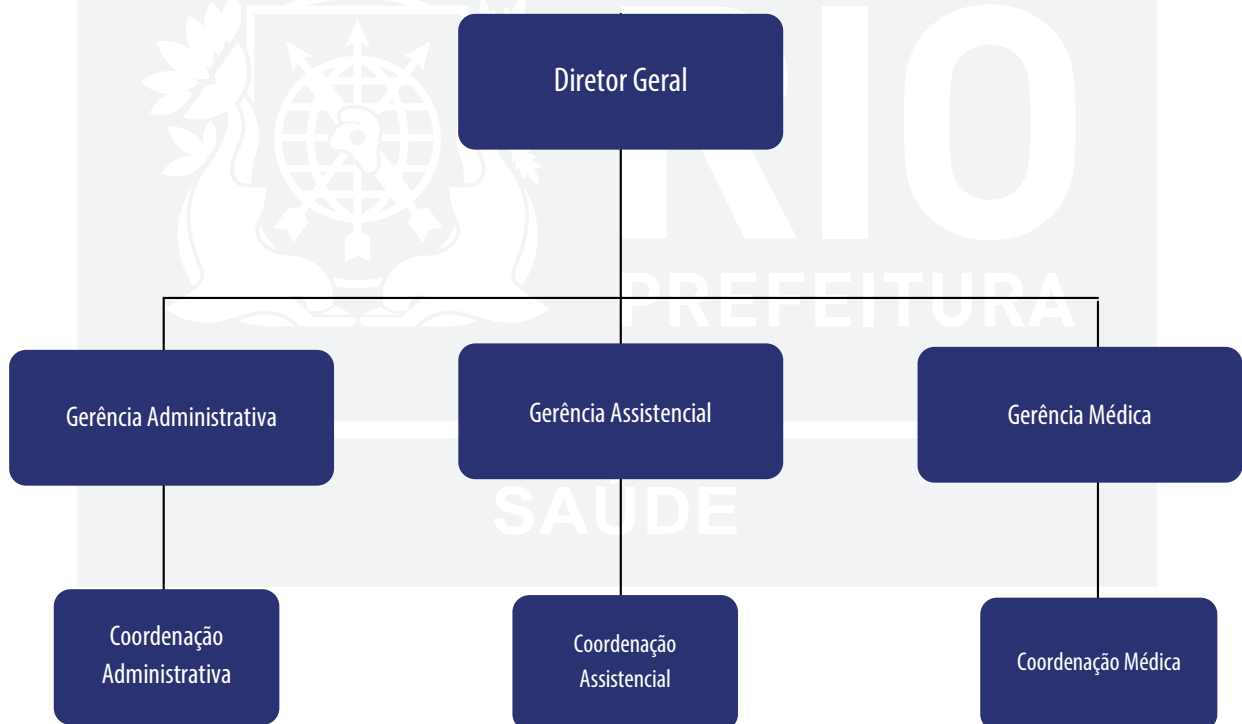 Diretor Geral
RIO
PREFEITURA
Gerência Administrativa
Gerência Assistencial
Gerência Médica
SAÚDE
Coordenação
Administrativa
Coordenação
Assistencial
Coordenação Médica